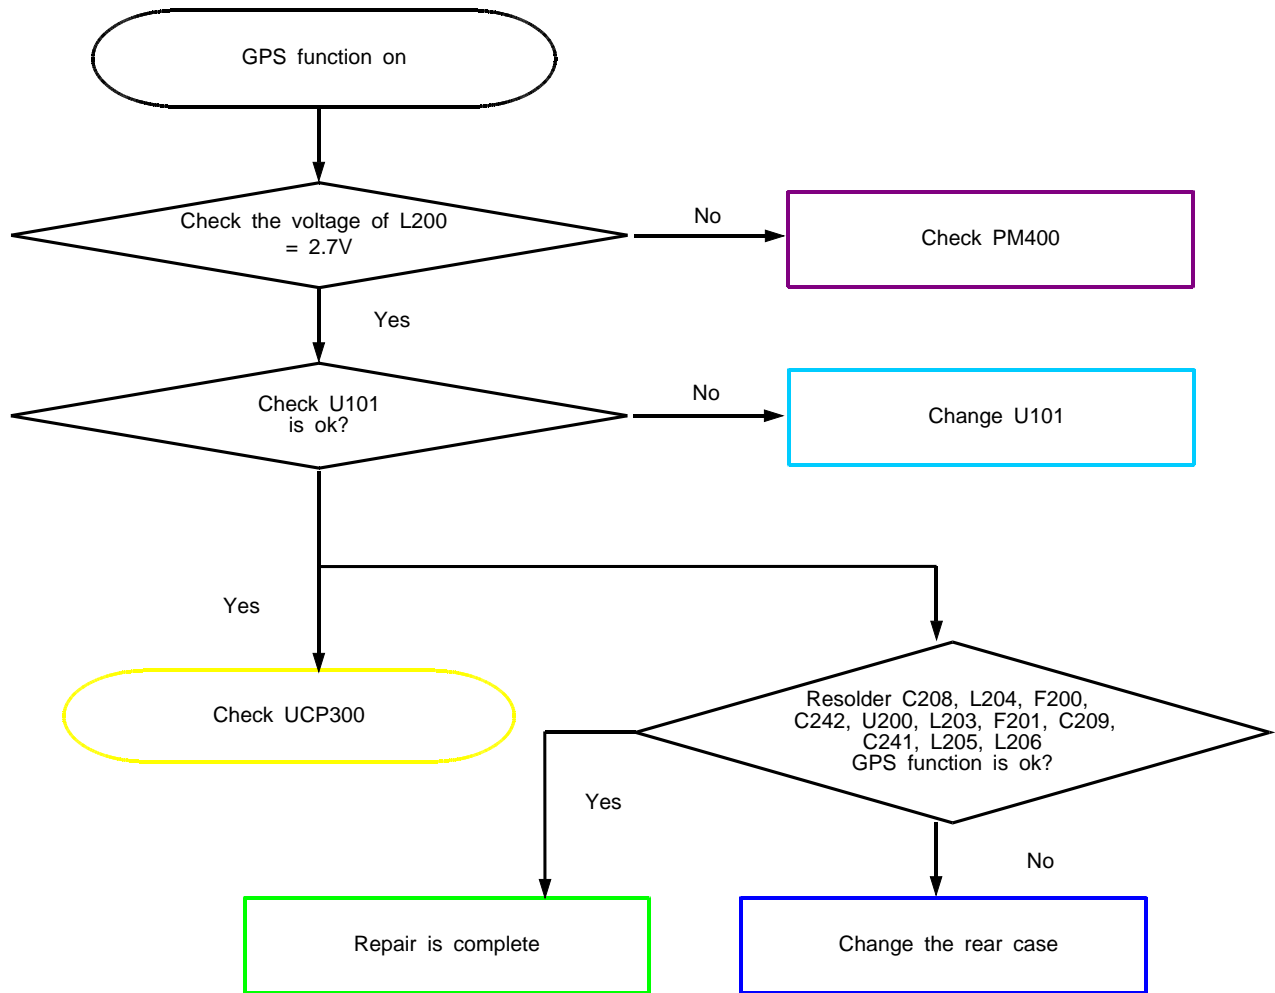 GPS function on
Check the voltage of L200
= 2.7V
No
Check PM400
Yes
Check U101
is ok?
No
Change U101
Yes
Check UCP300
Resolder C208, L204, F200,
C242, U200, L203, F201, C209,
C241, L205, L206
GPS function is ok?
Yes
No
Repair is complete
Change the rear case